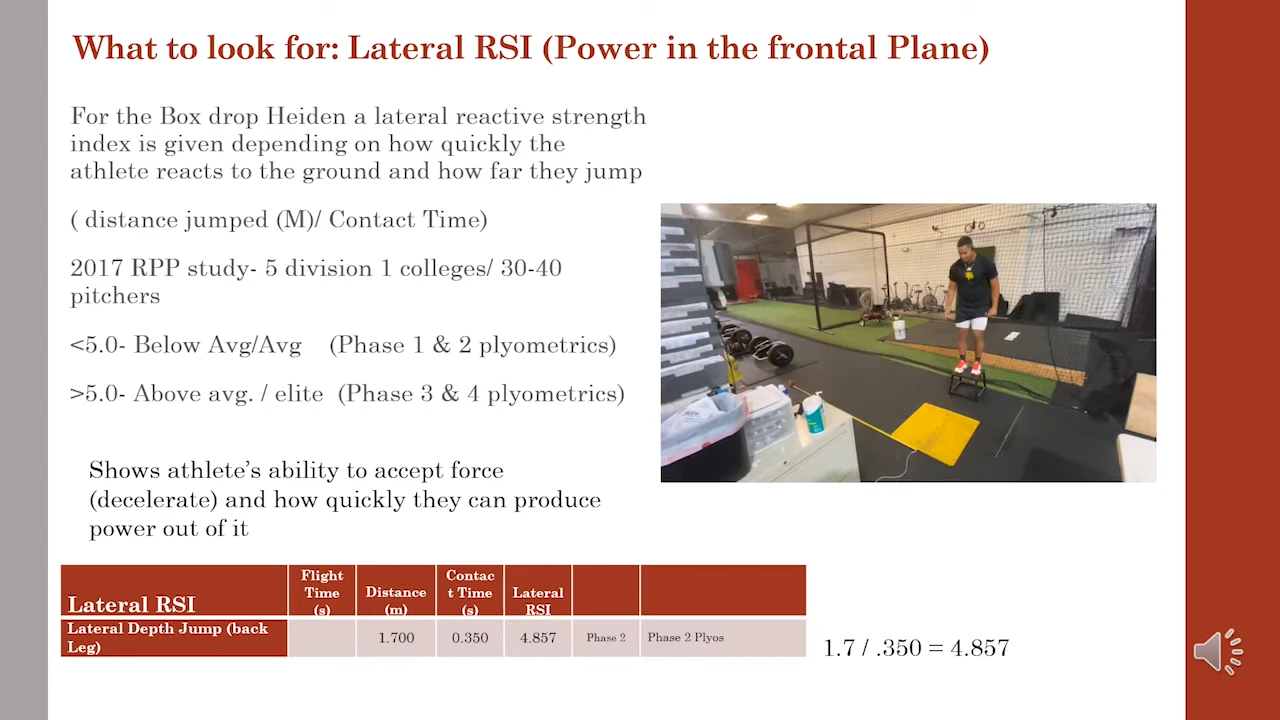 What to look for: Lateral RSI (Power in the frontal Plane)
For the Box drop Heiden a lateral reactive strength
index is given depending on how quickly the
athlete reacts to the ground and how far they jump
( distance jumped (M)/ Contact Time)
2017 RPP study- 5 division 1 colleges/ 30-40
pitchers
<5.0- Below Avg/Avg (Phase 1 & 2 plyometrics)
>5.0- Above avg. / elite (Phase 3 & 4 plyometrics)
Shows athlete's ability to accept force
(decelerate) and how quickly they can produce
power out of it
Lateral RSI
Flight
Time
(s)
Distance
(m)
Contac
t Time
(s)
Lateral
RSI
Lateral Depth Jump (back
Leg)
1.700
0.350
4.857
Phase 2
Phase 2 Plyos
1.7 / .350 = 4.857